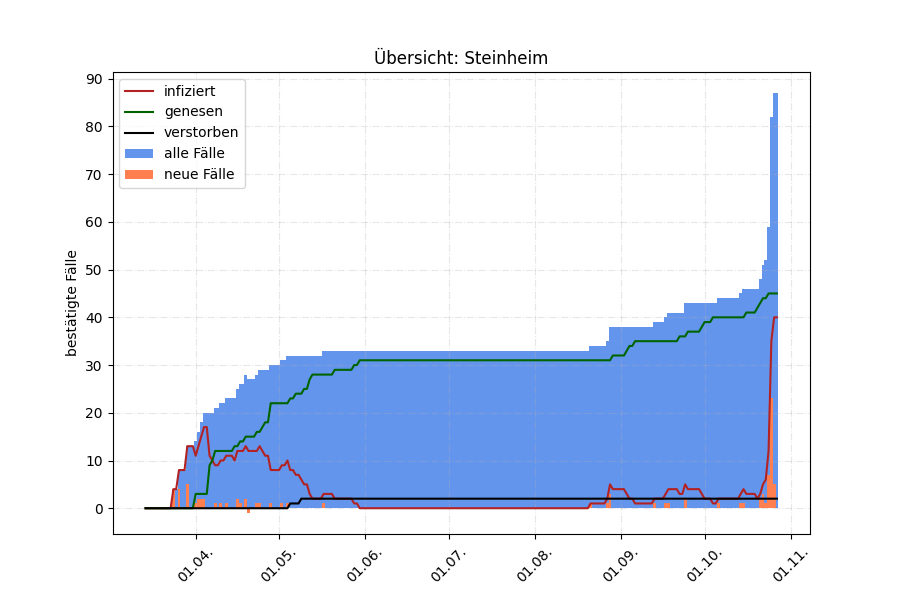 Übersicht: Steinheim
bestätigte Fälle
90
80
70
60
50
40
30
20
10
0
infiziert
genesen
verstorben
alle Fälle
neue Fälle
01.04.
01.05.
01.06.
01.07.
01.08.
01.09.
01.10.
01.11.